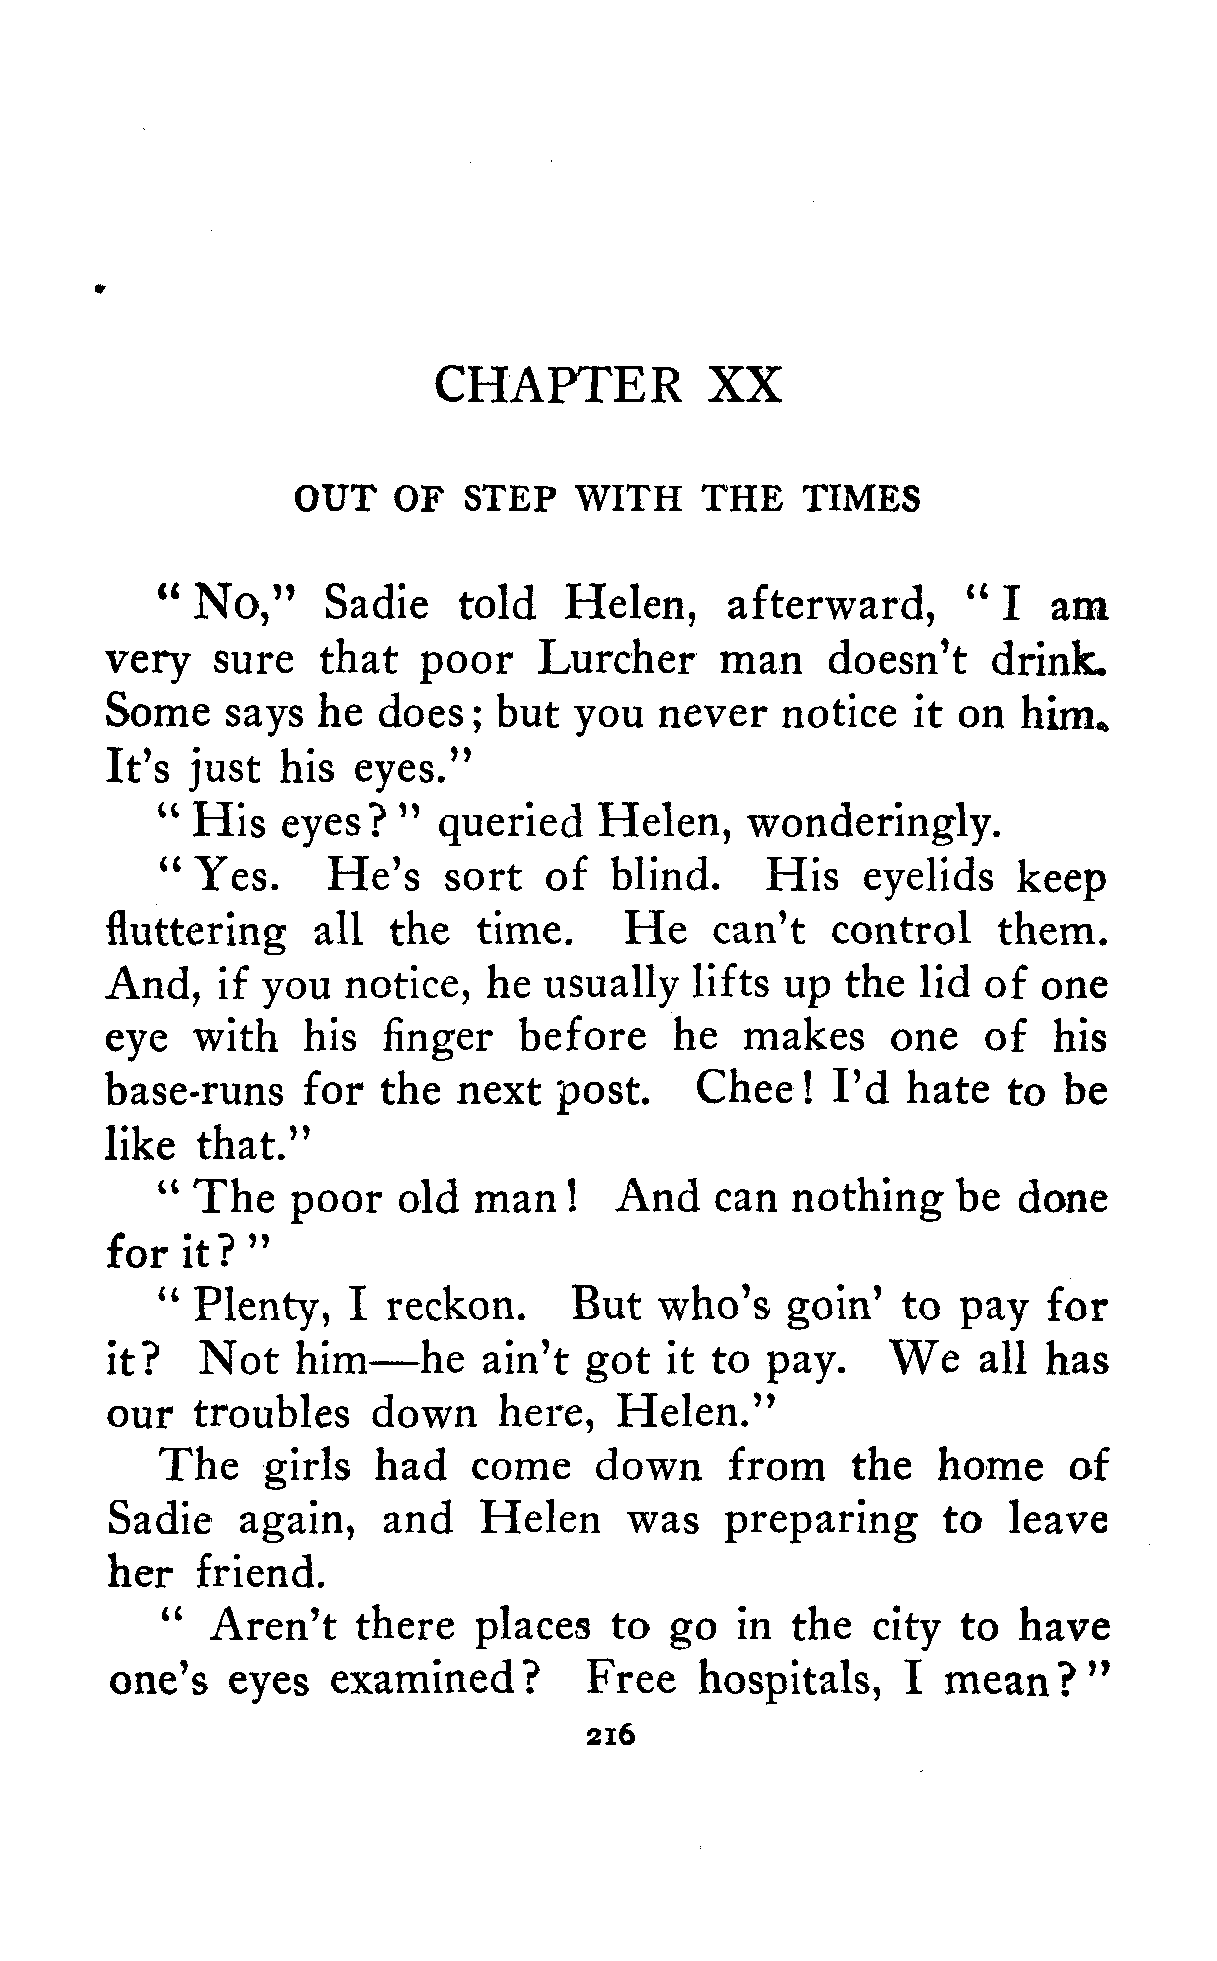 CHAPTER XX
OUT OF STEP WITH THE TIMES
“ No,” Sadie told Helen, afterward, “ I am
very sure that poor Lurcher man doesn’t drink.
Some says he does; but you never notice it on him.
It’s just his eyes.”
“ His eyes? ” queried Helen, wonderingly.
“ Yes. He’s sort of blind. His eyelids keep
fluttering all the time. He can’t control them.
And, if you notice, he usually lifts up the lid of one
eye with his finger before he makes one of his
base-runs for the next post. Chee! I’d hate to be
like that.”
“ The poor old man! And can nothing be done
for it? ”
“ Plenty, I reckon. But who’s goin’ to pay for
it? Not him—he ain’t got it to pay. We all has
our troubles down here, Helen.”
The girls had come down from the home of
Sadie again, and Helen was preparing to leave
her friend.
“ Aren’t there places to go in the city to have
one’s eyes examined? Free hospitals, I mean? ”
216